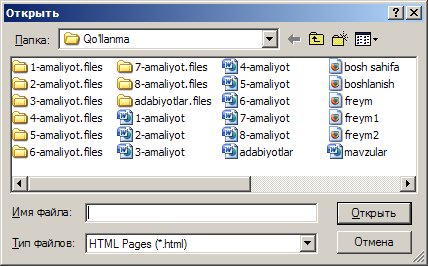 Открыть
Папка: Qo'llanma
1-amaliyot.files 7-amaliyot.files 4-amaliyot bosh sahifa
2-amaliyot.files 8-amaliyot.files 5-amaliyot boshlanish
3-amaliyot.files adabiyotlar.files 6-amaliyot freym
4-amaliyot.files 1-amaliyot 7-amaliyot freym1
5-amaliyot.files 2-amaliyot 8-amaliyot freym2
6-amaliyot.files 3-amaliyot adabiyotlar mavzular
Имя файла: Открыть
Тип файлов: HTML Pages (*.html) Отмена